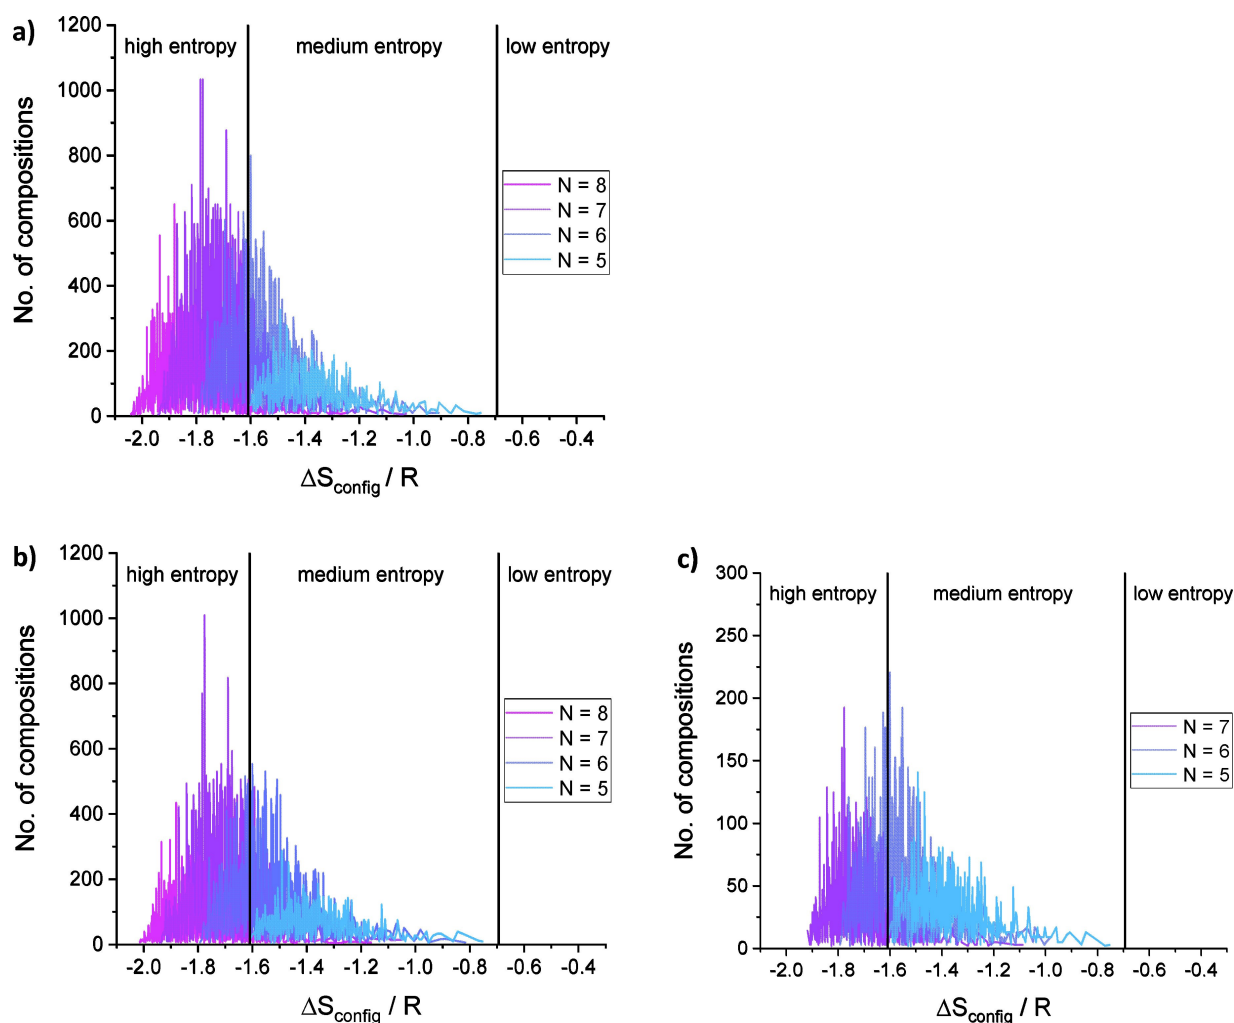 a)
1200
1000
800
600
400
200
0
No. of compositions
high entropy
medium entropy
low entropy
N = 8
N = 7
N = 6
N = 5
-2.0 -1.8 -1.6 -1.4 -1.2 -1.0 -0.8 -0.6 -0.4
ΔSconfig / R
b)
1200
1000
800
600
400
200
0
No. of compositions
high entropy
medium entropy
low entropy
N = 8
N = 7
N = 6
N = 5
-2.0 -1.8 -1.6 -1.4 -1.2 -1.0 -0.8 -0.6 -0.4
ΔSconfig / R
c)
300
250
200
150
100
50
0
No. of compositions
high entropy
medium entropy
low entropy
N = 7
N = 6
N = 5
-2.0 -1.8 -1.6 -1.4 -1.2 -1.0 -0.8 -0.6 -0.4
ΔSconfig / R